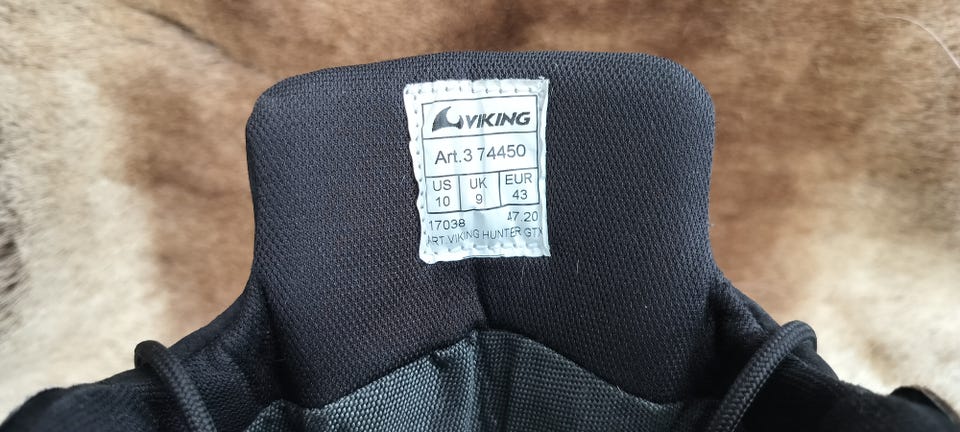 VIKING
Art.3 74450
US UK EUR
10 9 43
17038 47.20
ART VIKING HUNTER GTX